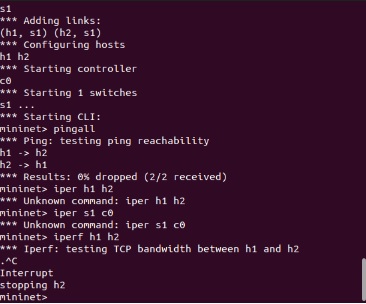 s1
*** Adding links:
(h1, s1) (h2, s1)
*** Configuring hosts
h1 h2
*** Starting controller
c0
*** Starting 1 switches
s1 ...
*** Starting CLI:
mininet> pingall
*** Ping: testing ping reachability
h1 -> h2
h2 -> h1
*** Results: 0% dropped (2/2 received)
mininet> iper h1 h2
*** Unknown command: iper h1 h2
mininet> iper s1 c0
*** Unknown command: iper s1 c0
mininet> iperf h1 h2
*** Iperf: testing TCP bandwidth between h1 and h2
.^C
Interrupt
stopping h2
mininet>